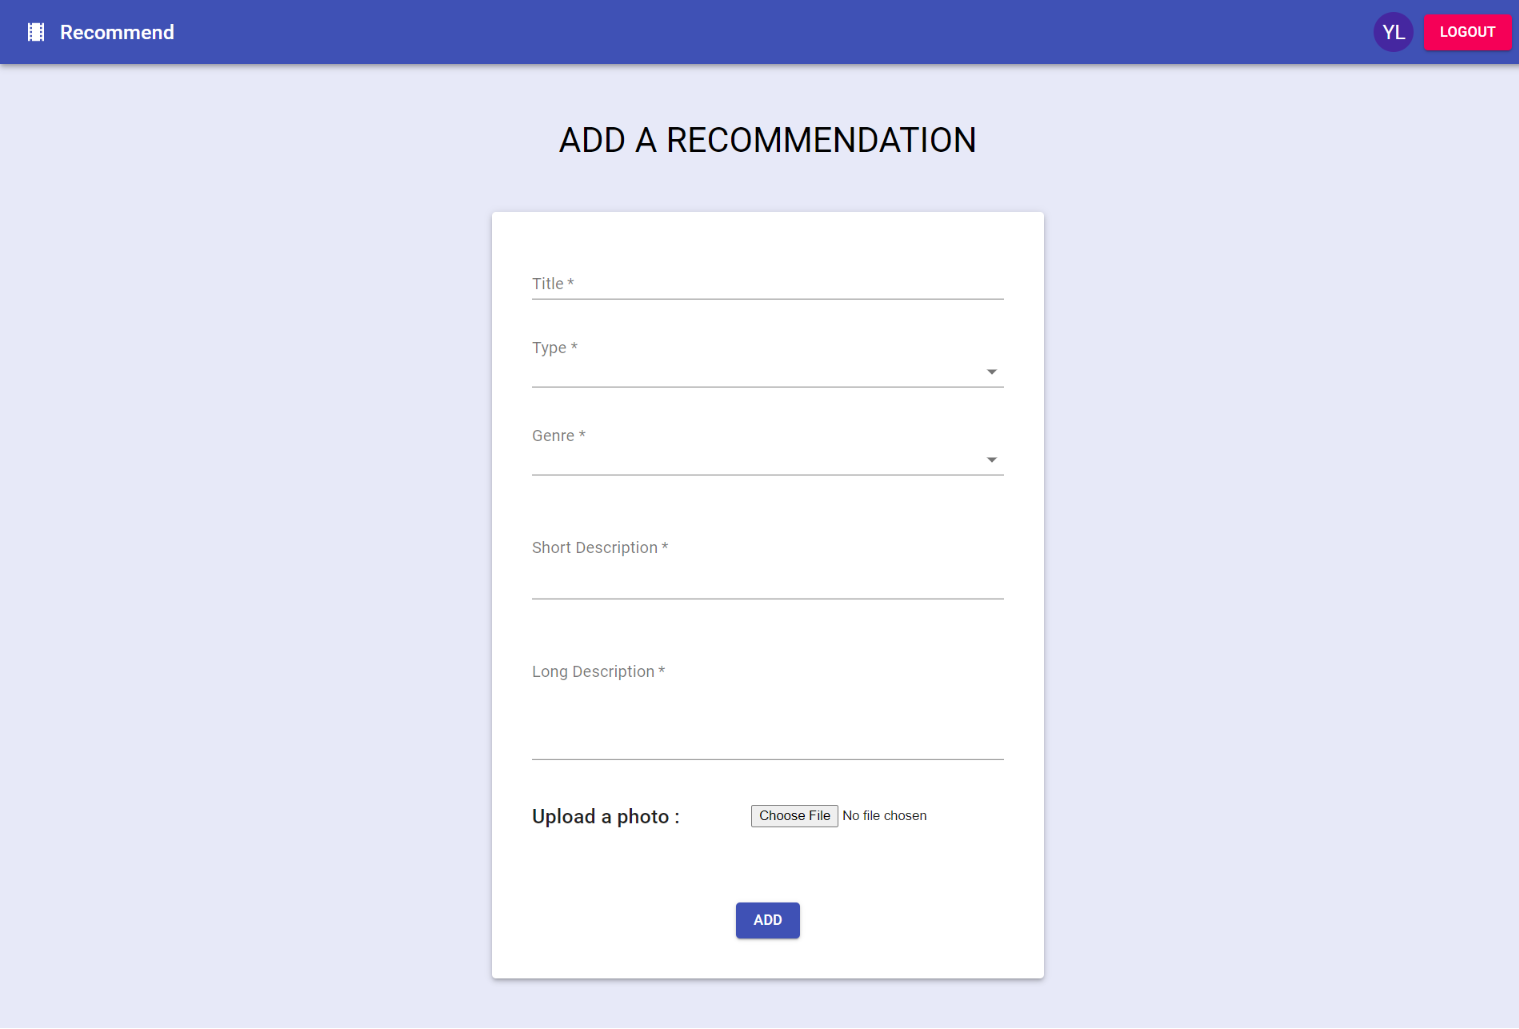 Recommend
YL
LOGOUT
ADD A RECOMMENDATION
Title *
Type *
Genre *
Short Description *
Long Description *
Upload a photo : Choose File No file chosen
ADD